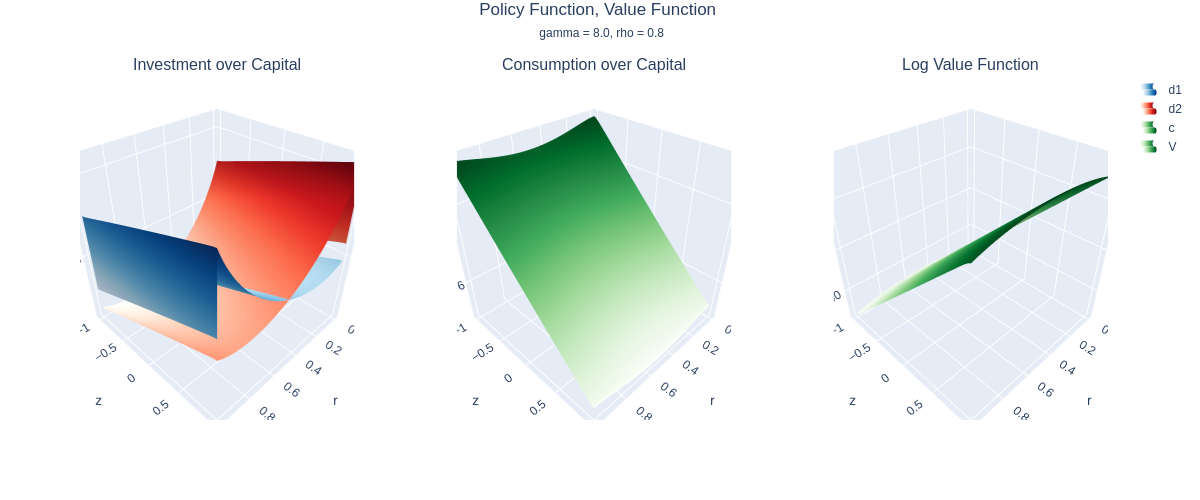 Policy Function, Value Function
gamma = 8.0, rho = 0.8
Investment over Capital
Consumption over Capital
Log Value Function
d1
d2
c
V
−1
−0.5
0
0.5
z
0
0.2
0.4
0.6
0.8
r
6
−1
−0.5
0
0.5
z
0
0.2
0.4
0.6
0.8
r
0
−1
−0.5
0
0.5
z
0
0.2
0.4
0.6
0.8
r